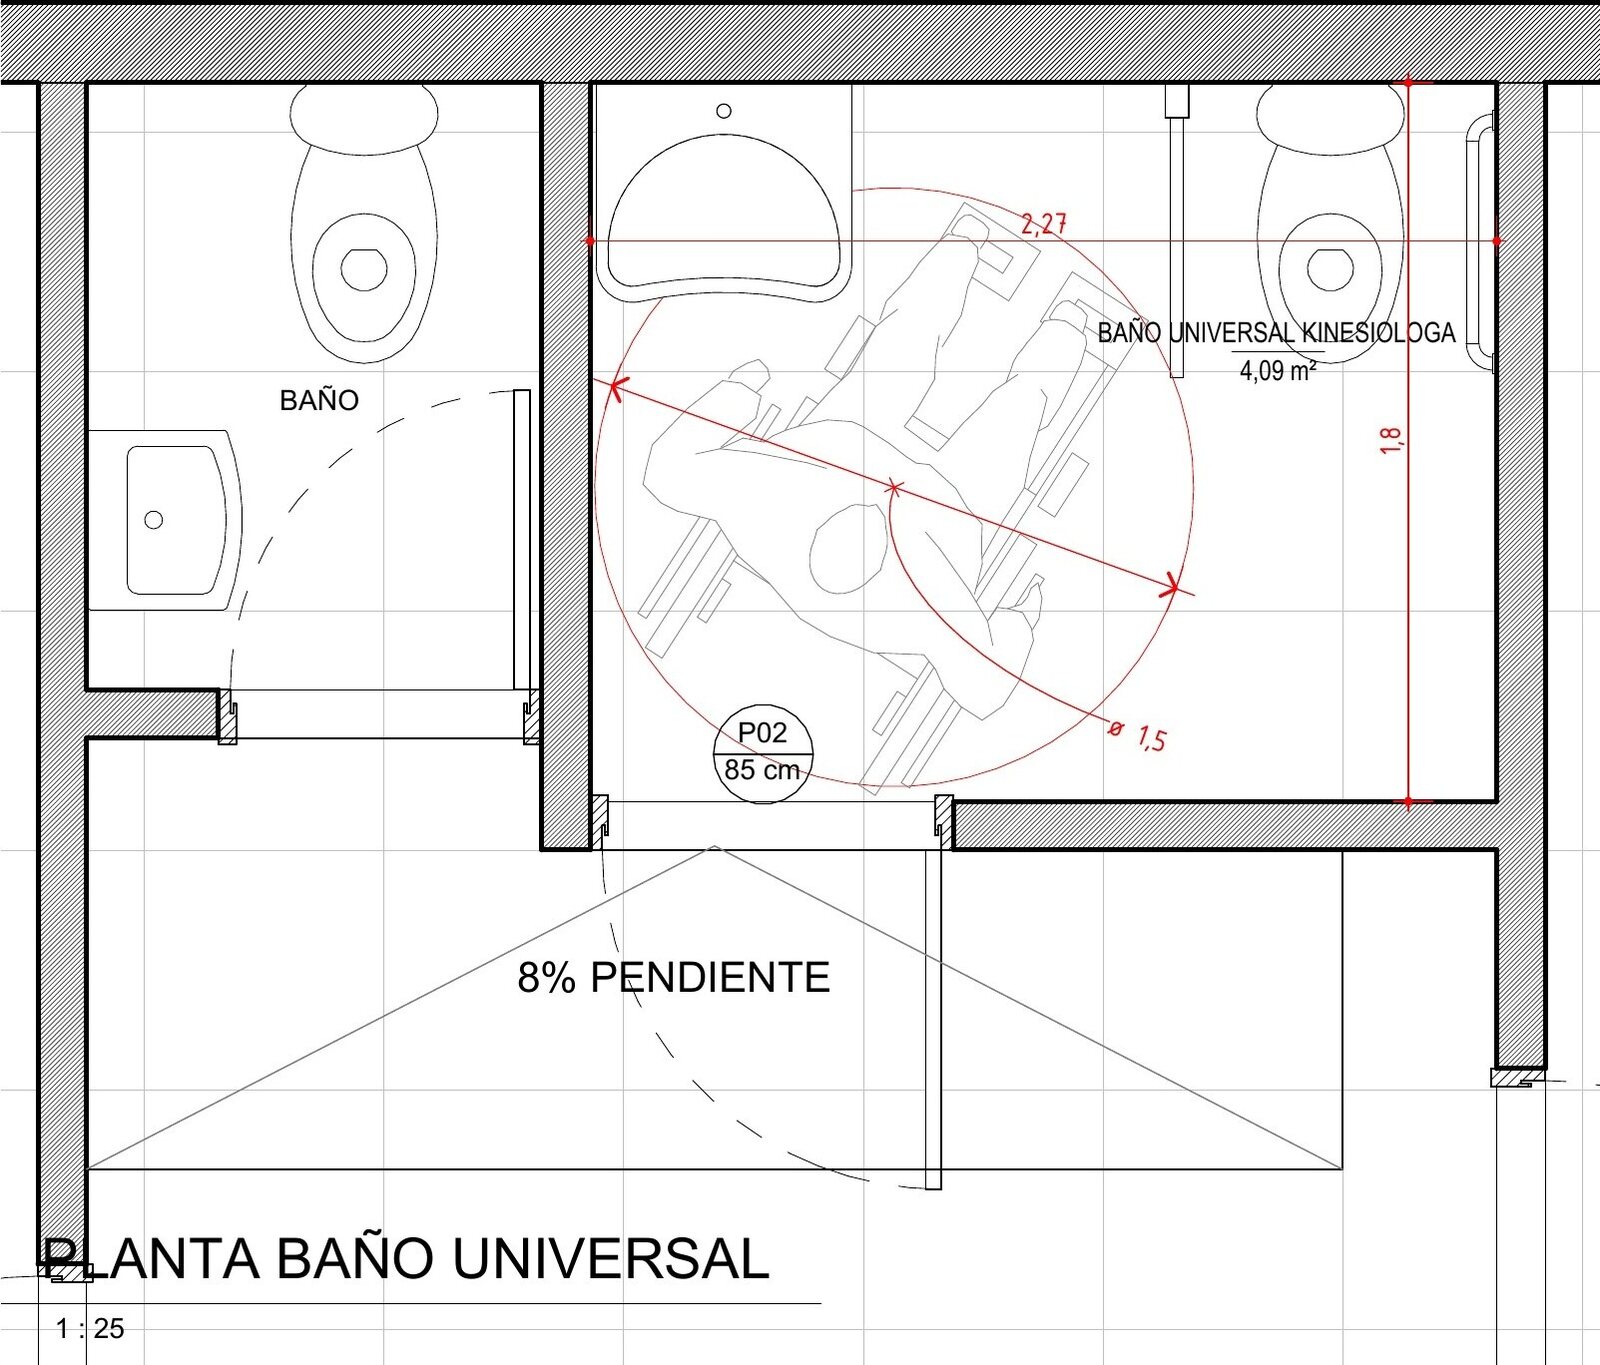 2,27
BAÑO UNIVERSAL KINESIOLOGA
4,09 m²
BAÑO
1,8
ø 1,5
P02
85 cm
8% PENDIENTE
PLANTA BAÑO UNIVERSAL
1 : 25